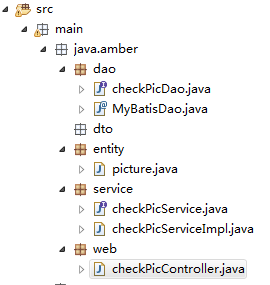 src
main
java.amber
dao
checkPicDao.java
MyBatisDao.java
dto
entity
picture.java
service
checkPicService.java
checkPicServiceImpl.java
web
checkPicController.java